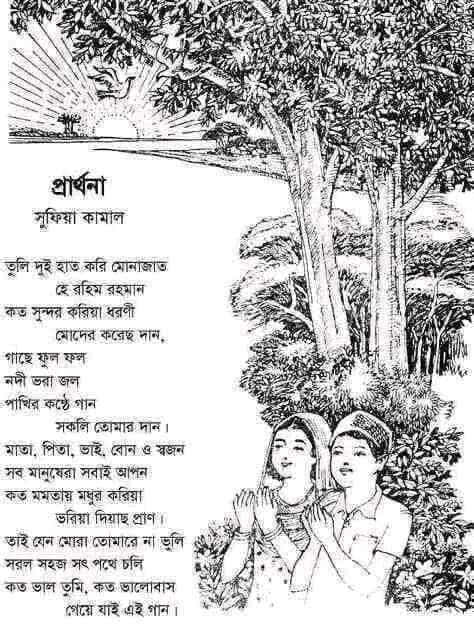 প্রার্থনা
সুফিয়া কামাল
তুলি দুই হাত করি মোনাজাত
হে রহিম রহমান
কত সুন্দর করিয়া ধরণী
মোদের করেছ দান,
গাছে ফুল ফল
নদী ভরা জল
পাখির কন্ঠে গান
সকলি তোমার দান।
মাতা, পিতা, ভাই, বোন ও স্বজন
সব মানুষেরা সবাই আপন
কত মমতায় মধুর করিয়া
ভরিয়া দিয়াছ প্রাণ।
তাই যেন মোরা তোমারে না ভুলি
সরল সহজ সৎ পথে চলি
কত ভাল তুমি, কত ভালোবাস
গেয়ে যাই এই গান।